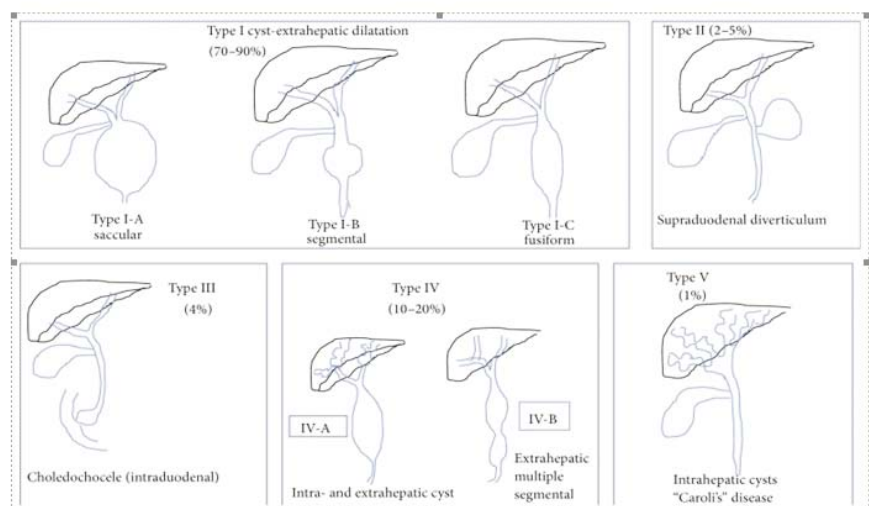 Type I cyst-extrahepatic dilatation
(70–90%)
Type I-A
saccular
Type I-B
segmental
Type I-C
fusiform
Type II (2–5%)
Supraduodenal diverticulum
Type III
(4%)
Choledochocele (intraduodenal)
Type IV
(10–20%)
IV-A
Intra- and extrahepatic cyst
IV-B
Extrahepatic
multiple
segmental
Type V
(1%)
Intrahepatic cysts
“Caroli’s” disease